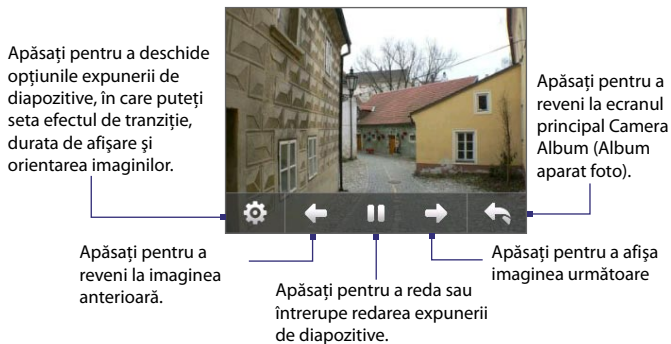 Apăsați pentru a deschide
opțiunile expunerii de
diapozitive, în care puteți
seta efectul de tranziție,
durata de afișare și
orientarea imaginilor.
Apăsați pentru a
reveni la ecranul
principal Camera
Album (Album
aparat foto).
Apăsați pentru a
reveni la imaginea
anterioară.
Apăsați pentru a reda sau
întrerupe redarea expunerii
de diapozitive.
Apăsați pentru a afișa
imaginea următoare